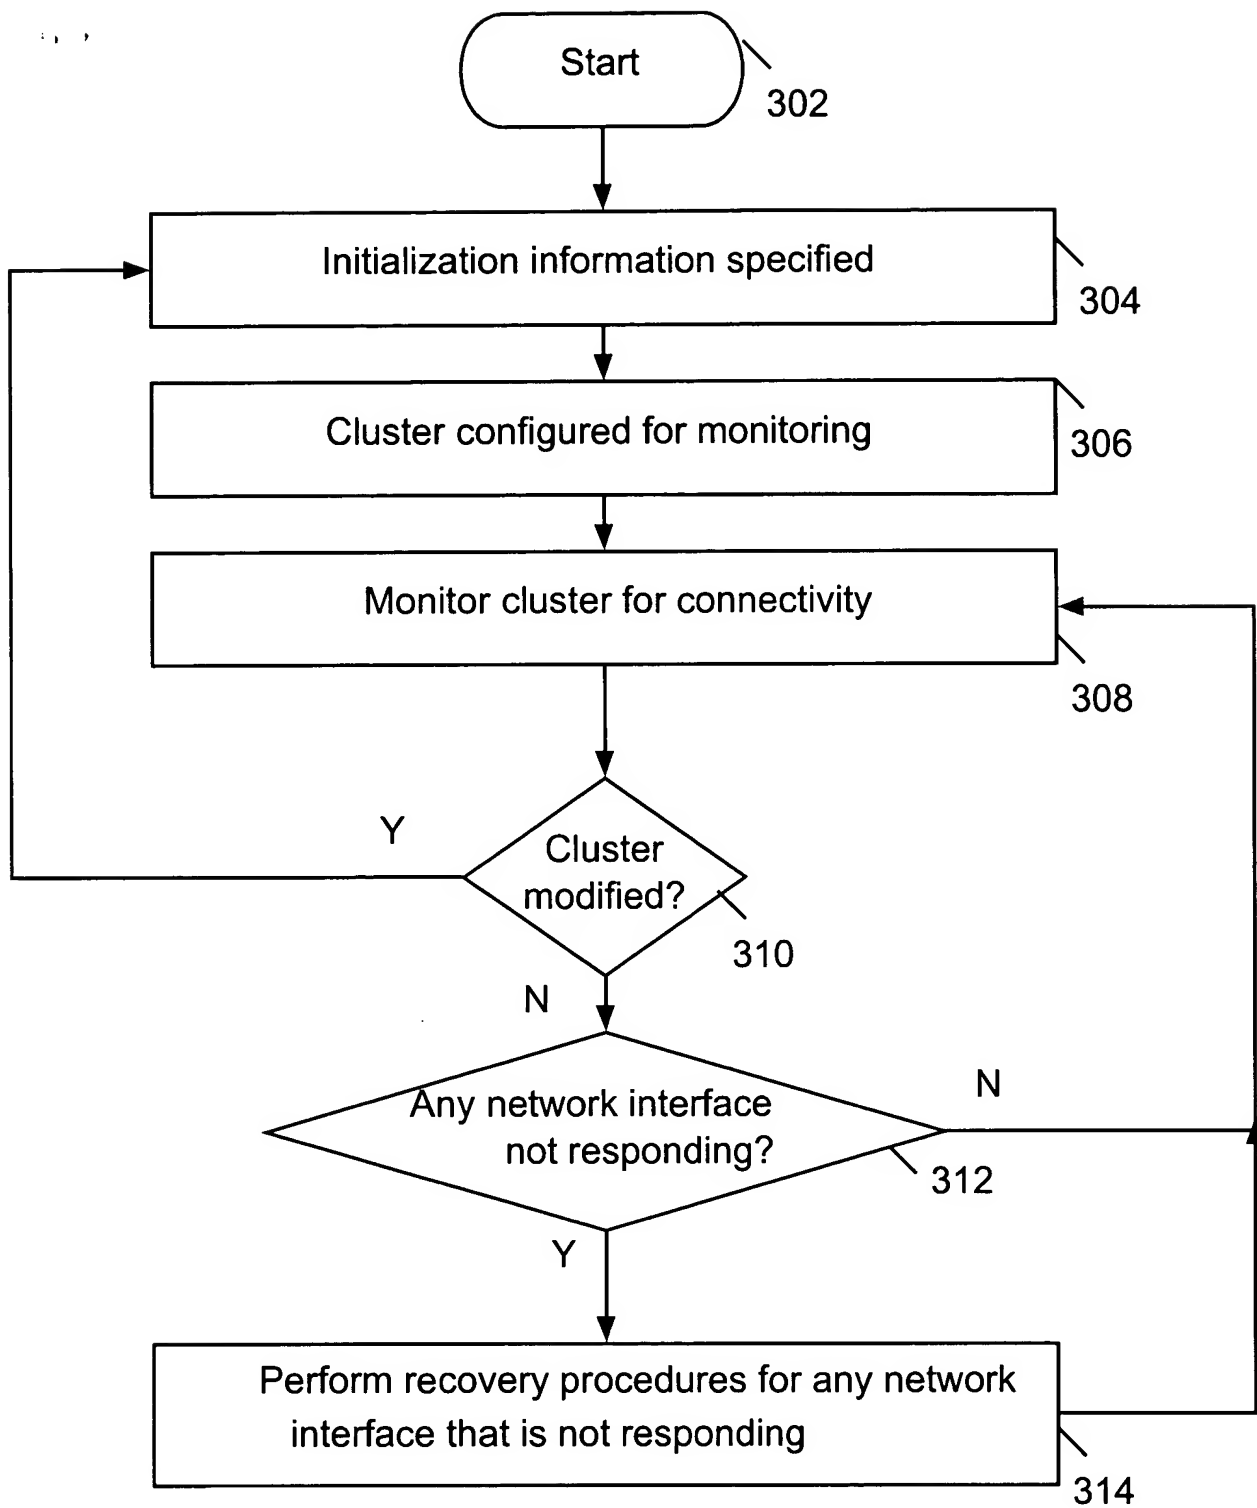 Start
302
Initialization information specified
304
Cluster configured for monitoring
306
Monitor cluster for connectivity
308
Y
Cluster
modified?
310
N
Any network interface
not responding?
N
312
Y
Perform recovery procedures for any network
interface that is not responding
314